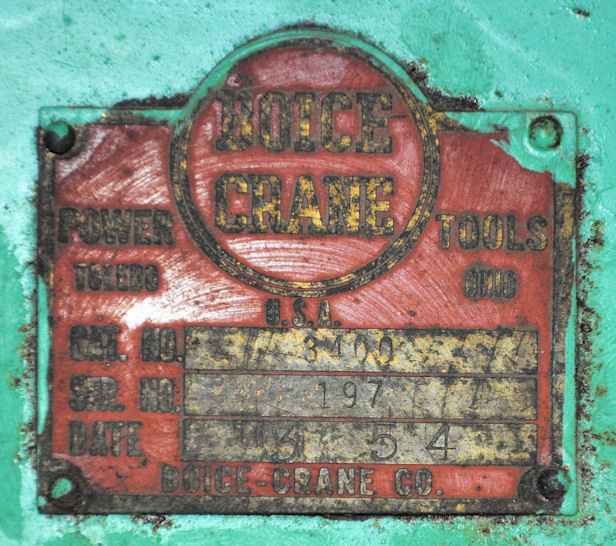 BOICE
CRANE
POWER TOOLS
TOLEDO OHIO
U.S.A.
CAT. NO. 3400
SER. NO. 197
DATE 3 54
BOICE-CRANE CO.